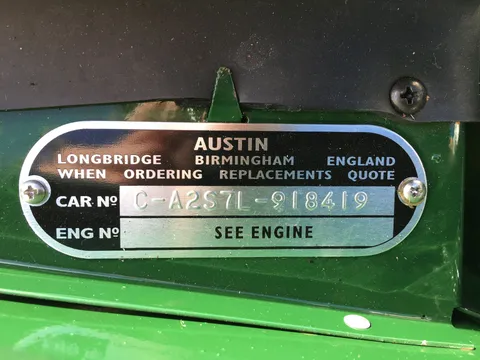 AUSTIN
LONGBRIDGE BIRMINGHAM ENGLAND
WHEN ORDERING REPLACEMENTS QUOTE
CAR Nº C-A2S7L-918419
ENG Nº SEE ENGINE